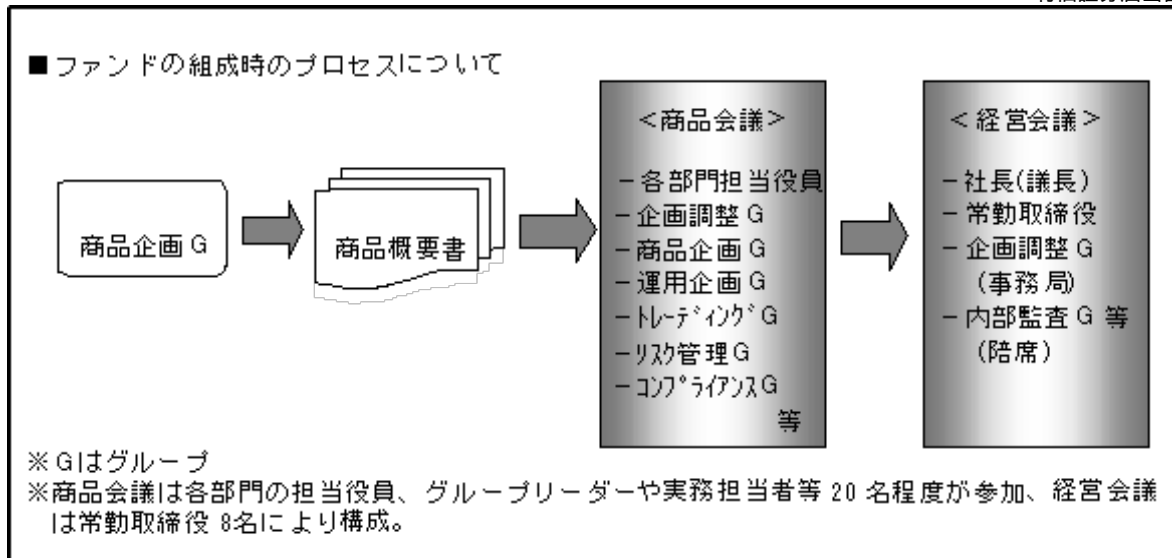 ■ファンドの組成時のプロセスについて
商品企画G
商品概要書
＜商品会議＞
－各部門担当役員
－企画調整G
－商品企画G
－運用企画G
－ﾄﾚｰﾃﾞｨﾝｸﾞG
－ﾘｽｸ管理G
－ｺﾝﾌﾟﾗｲｱﾝｽG
等
＜経営会議＞
－社長(議長)
－常勤取締役
－企画調整G
(事務局)
－内部監査G 等
(陪席)
※Gはグループ
※商品会議は各部門の担当役員、グループリーダーや実務担当者等 20 名程度が参加、経営会議
は常勤取締役 8名により構成。